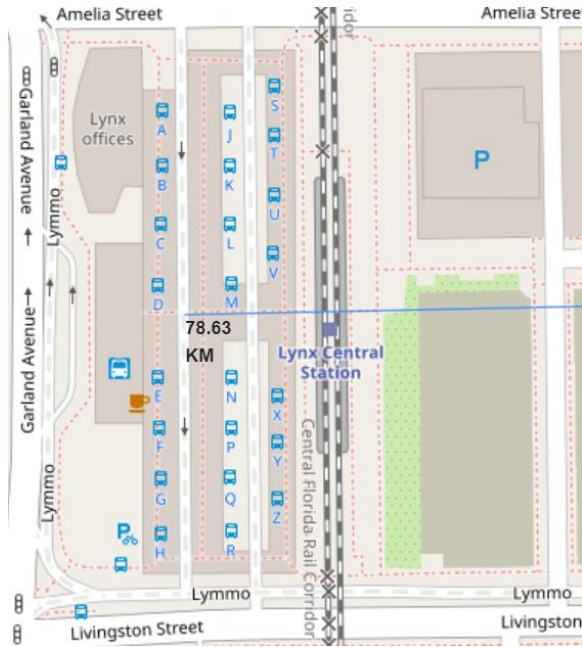 Amelia Street
Amelia Street
idor
Garland Avenue
Lynx
offices
A
J
S
T
P
Lymmo
B
K
C
L
U
V
D
M
78.63
KM
Lynx Central
Station
Garland Avenue
E
N
X
F
P
Y
Central Florida Rail Corridor
G
Q
Z
Lymmo
P
H
R
Lymmo
Lymmo
Livingston Street
Livingston